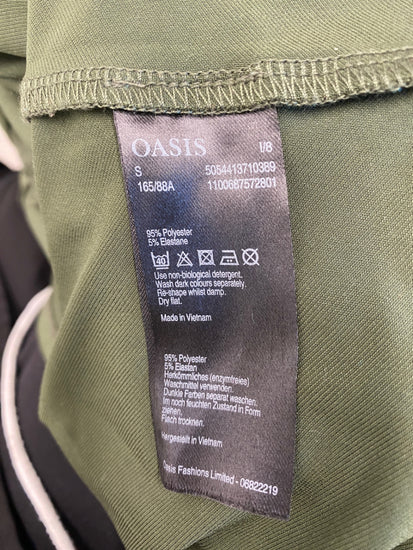 OASIS I/8
S 5054413710389
165/88A 1100687572801
95% Polyester
5% Elastane
40
Use non-biological detergent.
Wash dark colours separately.
Re-shape whilst damp.
Dry flat.
Made in Vietnam
95% Polyester
5% Elastan
Herkömmliches (enzymfreies)
Waschmittel verwenden.
Dunkle Farben separat waschen.
Im noch feuchten Zustand in Form
ziehen.
Flach trocknen.
Hergestellt in Vietnam
Oasis Fashions Limited - 06822219